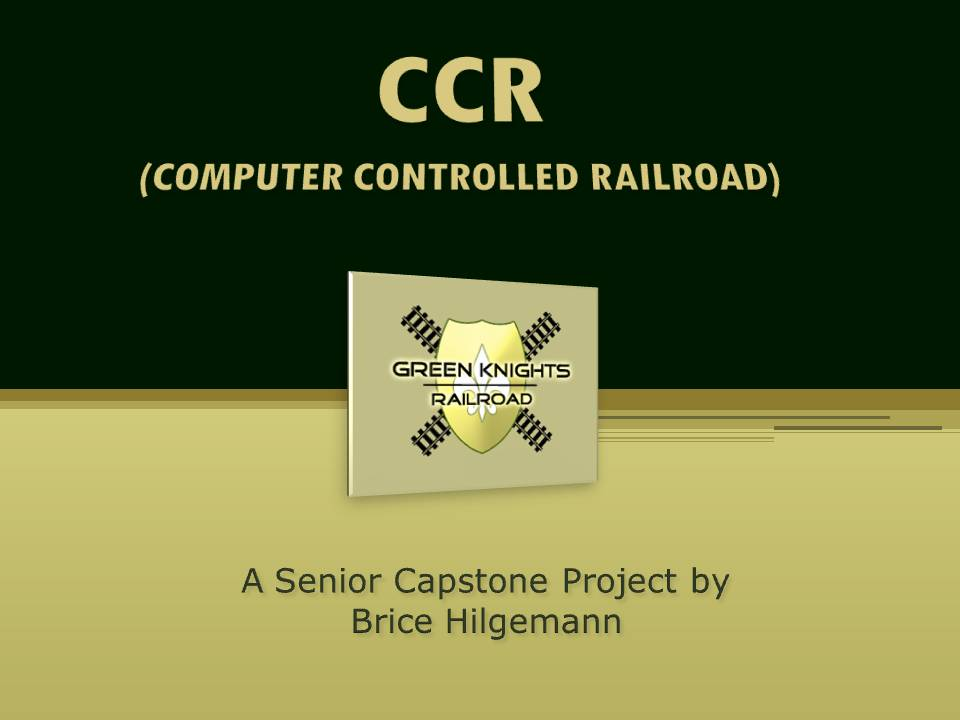 CCR
(COMPUTER CONTROLLED RAILROAD)
GREEN KNIGHTS
RAILROAD
A Senior Capstone Project by
Brice Hilgemann